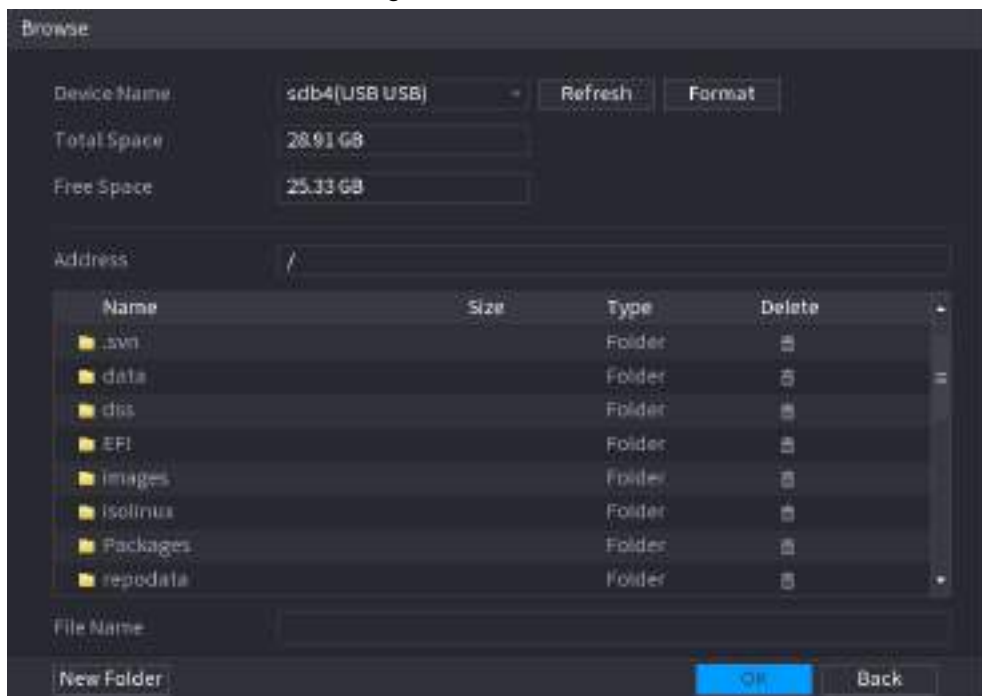 Browse
Device Name sdb4(USB USB) Refresh Format
Total Space 28.91 GB
Free Space 25.33 GB
Address /
Name Size Type Delete
.svn Folder
data Folder
dss Folder
EFI Folder
images Folder
isolinux Folder
Packages Folder
repodata Folder
File Name
New Folder OK Back